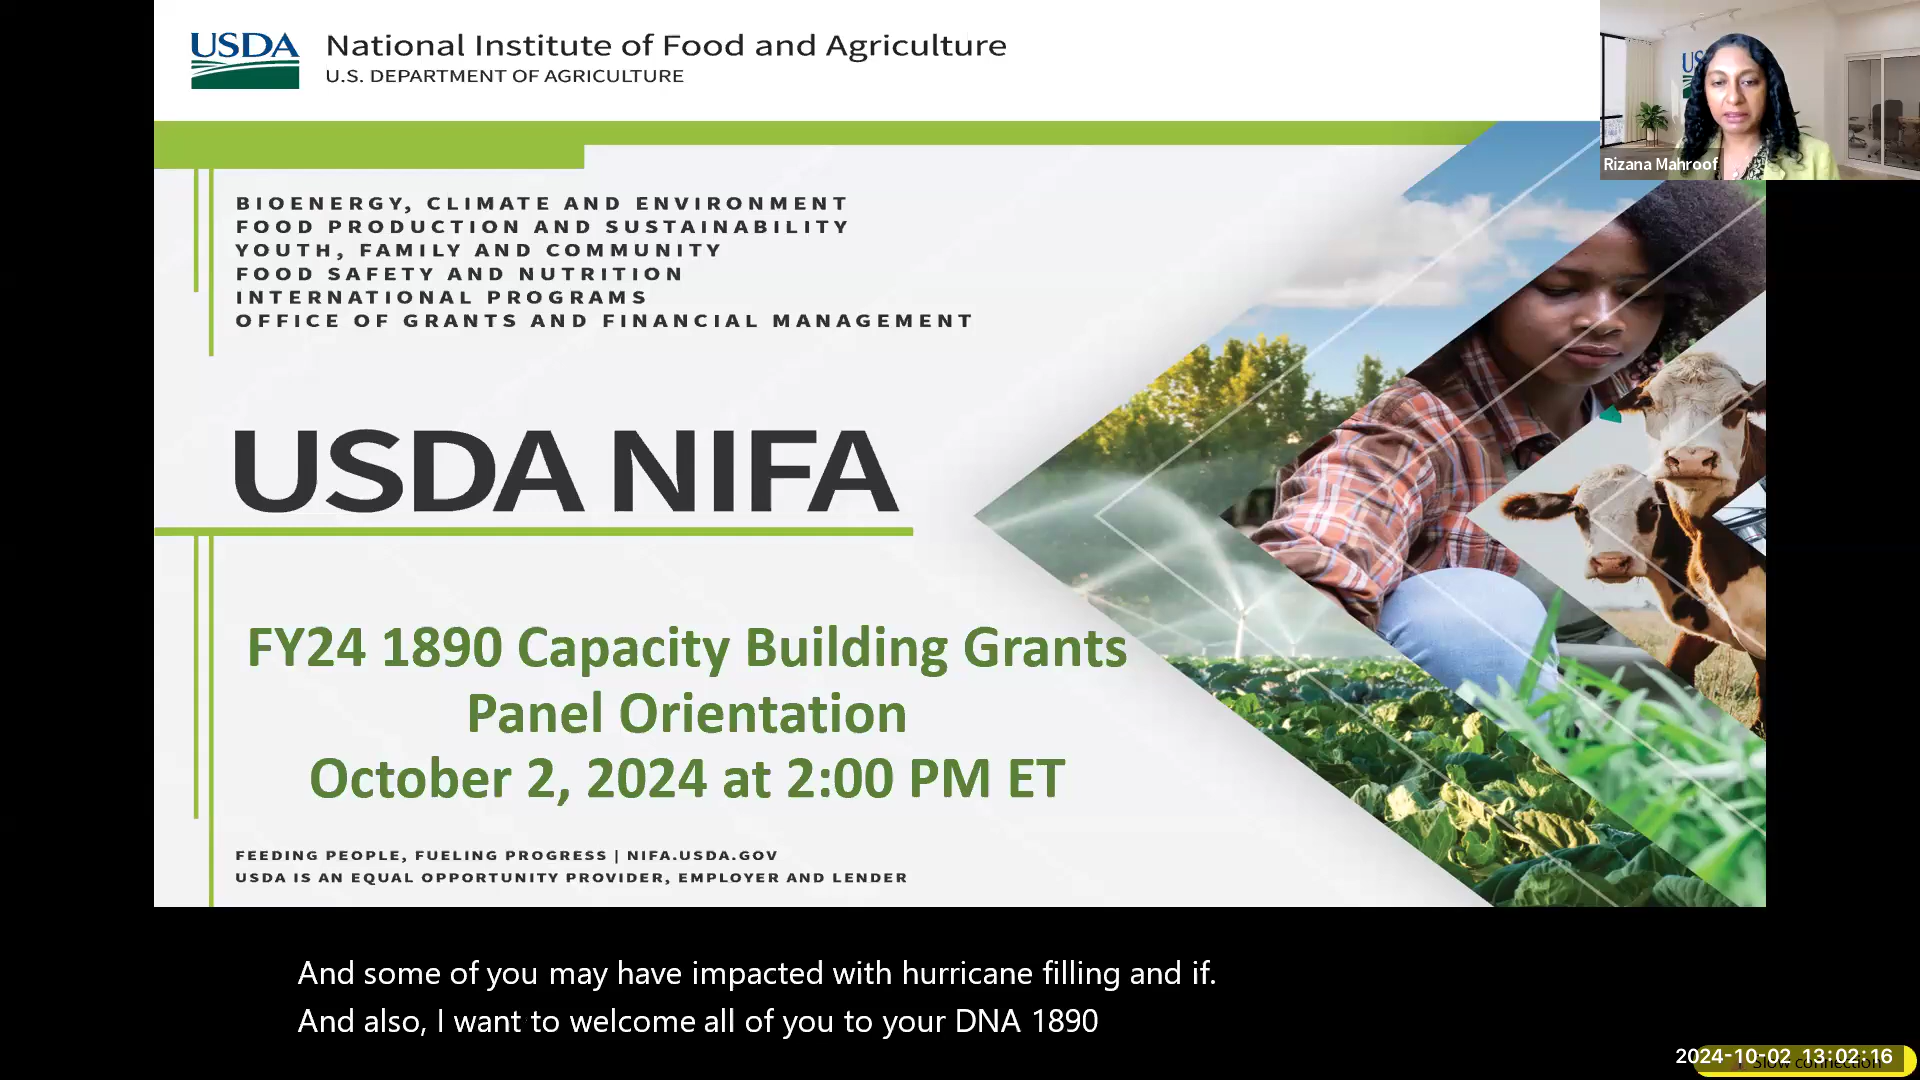 USDA
National Institute of Food and Agriculture
U.S. DEPARTMENT OF AGRICULTURE
US
Rizana Mahroof
BIOENERGY, CLIMATE AND ENVIRONMENT
FOOD PRODUCTION AND SUSTAINABILITY
YOUTH, FAMILY AND COMMUNITY
FOOD SAFETY AND NUTRITION
INTERNATIONAL PROGRAMS
OFFICE OF GRANTS AND FINANCIAL MANAGEMENT
USDA NIFA
FY24 1890 Capacity Building Grants
Panel Orientation
October 2, 2024 at 2:00 PM ET
FEEDING PEOPLE, FUELING PROGRESS | NIFA.USDA.GOV
USDA IS AN EQUAL OPPORTUNITY PROVIDER, EMPLOYER AND LENDER
And some of you may have impacted with hurricane filling and if.
And also, I want to welcome all of you to your DNA 1890
2024-10-02 13:02:16
Slow connection